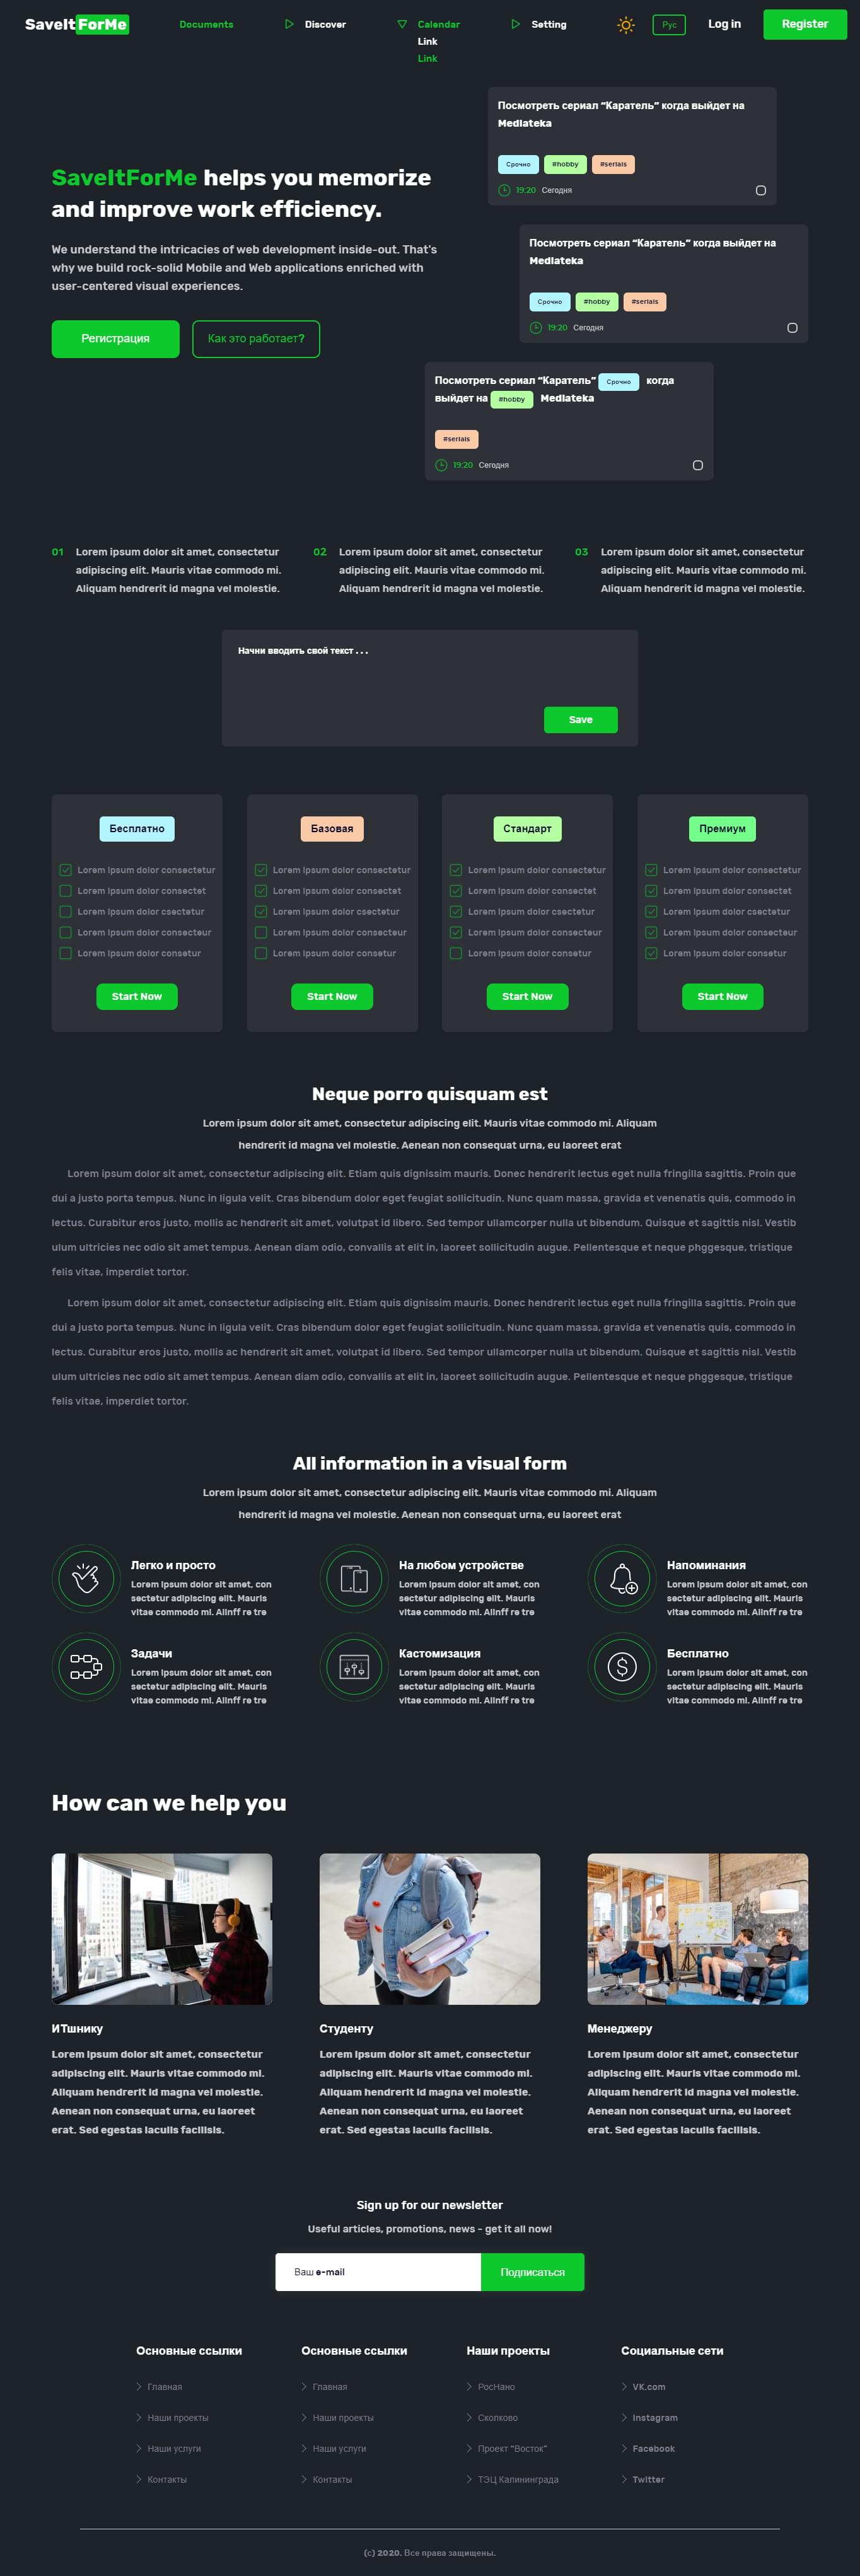 SaveItForMe
Documents
Discover
Calendar
Link
Link
Setting
Рус
Log in
Register
SaveItForMe helps you memorize
and improve work efficiency.
We understand the intricacies of web development inside-out. That's
why we build rock-solid Mobile and Web applications enriched with
user-centered visual experiences.
Регистрация
Как это работает?
Посмотреть сериал “Каратель” когда выйдет на
Mediateka
Срочно #hobby #serials
19:20 Сегодня
Посмотреть сериал “Каратель” когда выйдет на
Mediateka
Срочно #hobby #serials
19:20 Сегодня
Посмотреть сериал “Каратель” Срочно когда
выйдет на #hobby Mediateka
#serials
19:20 Сегодня
01
Lorem ipsum dolor sit amet, consectetur
adipiscing elit. Mauris vitae commodo mi.
Aliquam hendrerit id magna vel molestie.
02
Lorem ipsum dolor sit amet, consectetur
adipiscing elit. Mauris vitae commodo mi.
Aliquam hendrerit id magna vel molestie.
03
Lorem ipsum dolor sit amet, consectetur
adipiscing elit. Mauris vitae commodo mi.
Aliquam hendrerit id magna vel molestie.
Начни вводить свой текст . . .
Save
Бесплатно
Lorem ipsum dolor consectetur
Lorem ipsum dolor consectet
Lorem ipsum dolor csectetur
Lorem ipsum dolor consecteur
Lorem ipsum dolor consetur
Start Now
Базовая
Lorem ipsum dolor consectetur
Lorem ipsum dolor consectet
Lorem ipsum dolor csectetur
Lorem ipsum dolor consecteur
Lorem ipsum dolor consetur
Start Now
Стандарт
Lorem ipsum dolor consectetur
Lorem ipsum dolor consectet
Lorem ipsum dolor csectetur
Lorem ipsum dolor consecteur
Lorem ipsum dolor consetur
Start Now
Премиум
Lorem ipsum dolor consectetur
Lorem ipsum dolor consectet
Lorem ipsum dolor csectetur
Lorem ipsum dolor consecteur
Lorem ipsum dolor consetur
Start Now
Neque porro quisquam est
Lorem ipsum dolor sit amet, consectetur adipiscing elit. Mauris vitae commodo mi. Aliquam
hendrerit id magna vel molestie. Aenean non consequat urna, eu laoreet erat
Lorem ipsum dolor sit amet, consectetur adipiscing elit. Etiam quis dignissim mauris. Donec hendrerit lectus eget nulla fringilla sagittis. Proin que
dui a justo porta tempus. Nunc in ligula velit. Cras bibendum dolor eget feugiat sollicitudin. Nunc quam massa, gravida et venenatis quis, commodo in
lectus. Curabitur eros justo, mollis ac hendrerit sit amet, volutpat id libero. Sed tempor ullamcorper nulla ut bibendum. Quisque et sagittis nisl. Vestib
ulum ultricies nec odio sit amet tempus. Aenean diam odio, convallis at elit in, laoreet sollicitudin augue. Pellentesque et neque phggesque, tristique
felis vitae, imperdiet tortor.
Lorem ipsum dolor sit amet, consectetur adipiscing elit. Etiam quis dignissim mauris. Donec hendrerit lectus eget nulla fringilla sagittis. Proin que
dui a justo porta tempus. Nunc in ligula velit. Cras bibendum dolor eget feugiat sollicitudin. Nunc quam massa, gravida et venenatis quis, commodo in
lectus. Curabitur eros justo, mollis ac hendrerit sit amet, volutpat id libero. Sed tempor ullamcorper nulla ut bibendum. Quisque et sagittis nisl. Vestib
ulum ultricies nec odio sit amet tempus. Aenean diam odio, convallis at elit in, laoreet sollicitudin augue. Pellentesque et neque phggesque, tristique
felis vitae, imperdiet tortor.
All information in a visual form
Lorem ipsum dolor sit amet, consectetur adipiscing elit. Mauris vitae commodo mi. Aliquam
hendrerit id magna vel molestie. Aenean non consequat urna, eu laoreet erat
Легко и просто
Lorem ipsum dolor sit amet, con
sectetur adipiscing elit. Mauris
vitae commodo mi. Alinff re tre
На любом устройстве
Lorem ipsum dolor sit amet, con
sectetur adipiscing elit. Mauris
vitae commodo mi. Alinff re tre
Напоминания
Lorem ipsum dolor sit amet, con
sectetur adipiscing elit. Mauris
vitae commodo mi. Alinff re tre
Задачи
Lorem ipsum dolor sit amet, con
sectetur adipiscing elit. Mauris
vitae commodo mi. Alinff re tre
Кастомизация
Lorem ipsum dolor sit amet, con
sectetur adipiscing elit. Mauris
vitae commodo mi. Alinff re tre
Бесплатно
Lorem ipsum dolor sit amet, con
sectetur adipiscing elit. Mauris
vitae commodo mi. Alinff re tre
How can we help you
ИТшнику
Lorem ipsum dolor sit amet, consectetur
adipiscing elit. Mauris vitae commodo mi.
Aliquam hendrerit id magna vel molestie.
Aenean non consequat urna, eu laoreet
erat. Sed egestas iaculis facilisis.
Студенту
Lorem ipsum dolor sit amet, consectetur
adipiscing elit. Mauris vitae commodo mi.
Aliquam hendrerit id magna vel molestie.
Aenean non consequat urna, eu laoreet
erat. Sed egestas iaculis facilisis.
Менеджеру
Lorem ipsum dolor sit amet, consectetur
adipiscing elit. Mauris vitae commodo mi.
Aliquam hendrerit id magna vel molestie.
Aenean non consequat urna, eu laoreet
erat. Sed egestas iaculis facilisis.
Sign up for our newsletter
Useful articles, promotions, news - get it all now!
Ваш e-mail
Подписаться
Основные ссылки
Главная
Наши проекты
Наши услуги
Контакты
Основные ссылки
Главная
Наши проекты
Наши услуги
Контакты
Наши проекты
РосНано
Сколково
Проект "Восток"
ТЭЦ Калининграда
Социальные сети
VK.com
Instagram
Facebook
Twitter
(c) 2020. Все права защищены.